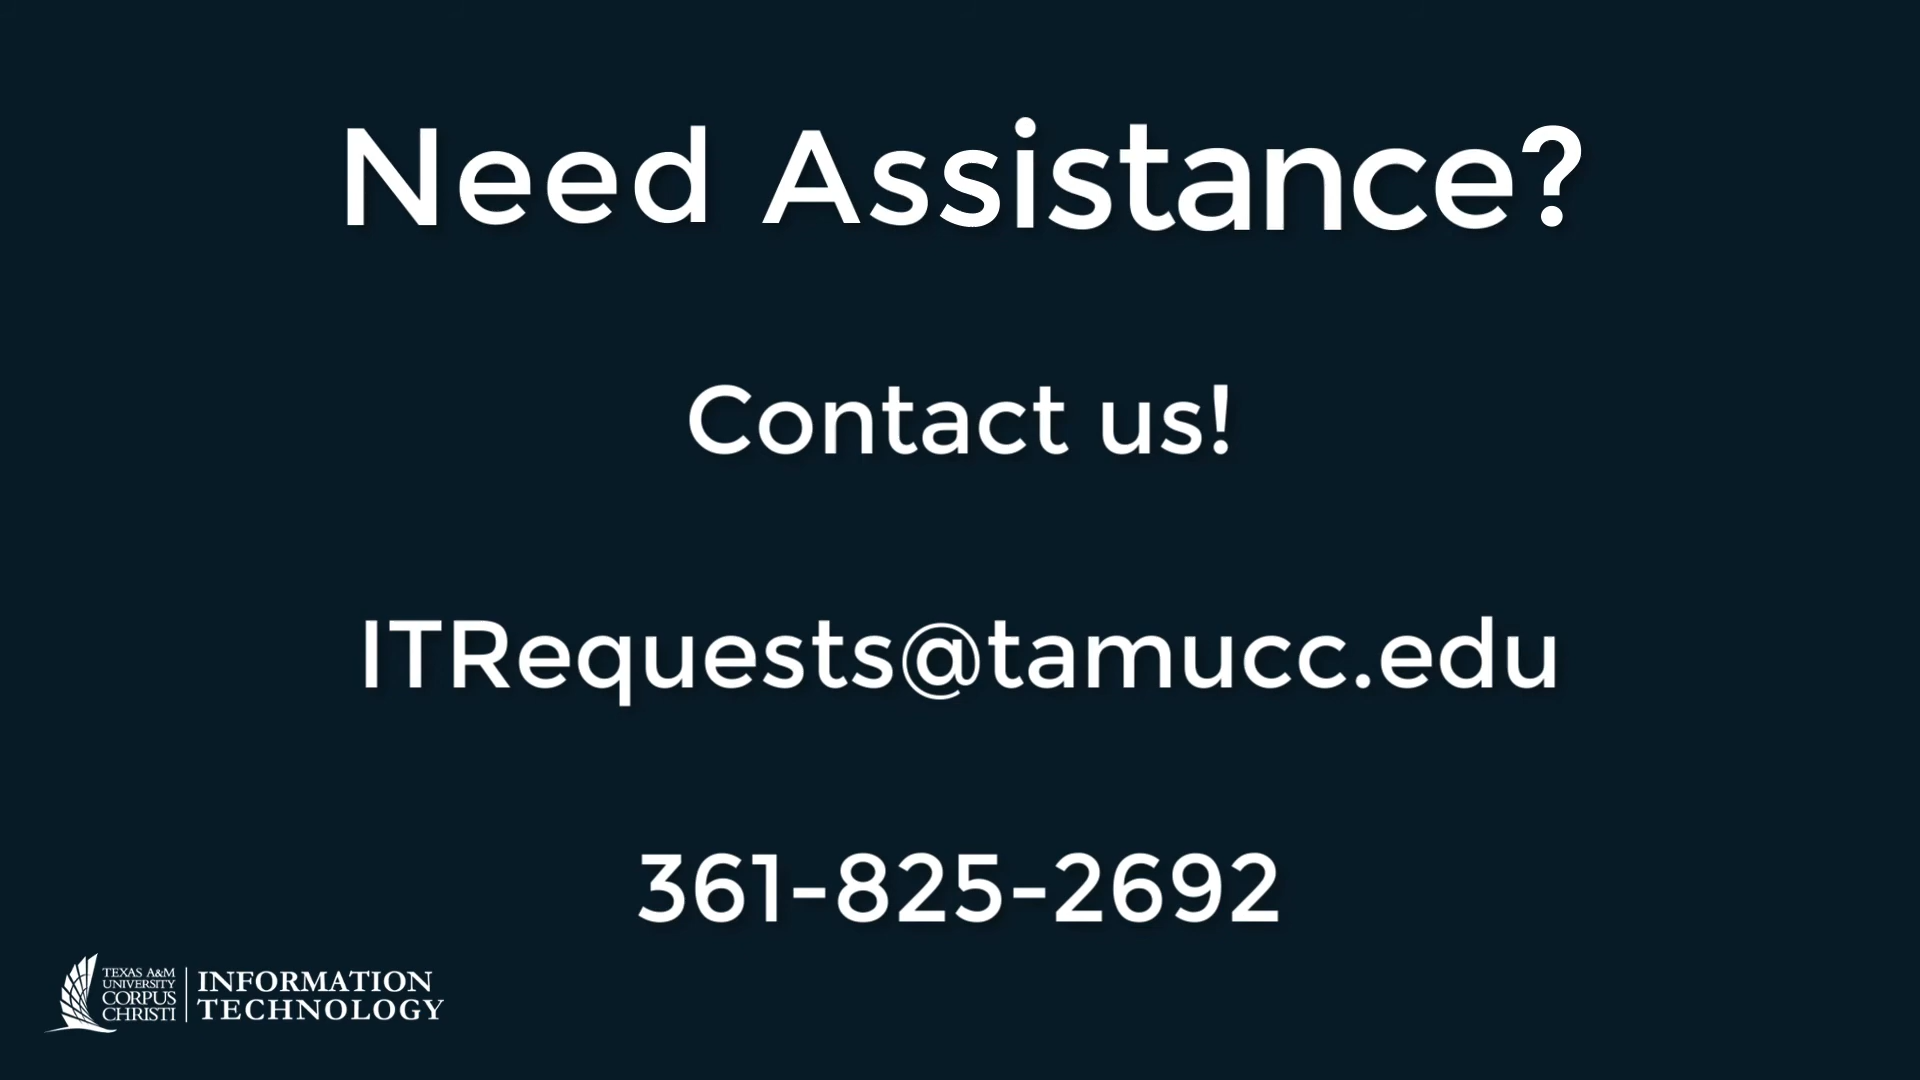 Need Assistance?
Contact us!
ITRequests@tamucc.edu
361-825-2692
TEXAS A&M
UNIVERSITY
CORPUS
CHRISTI
INFORMATION
TECHNOLOGY